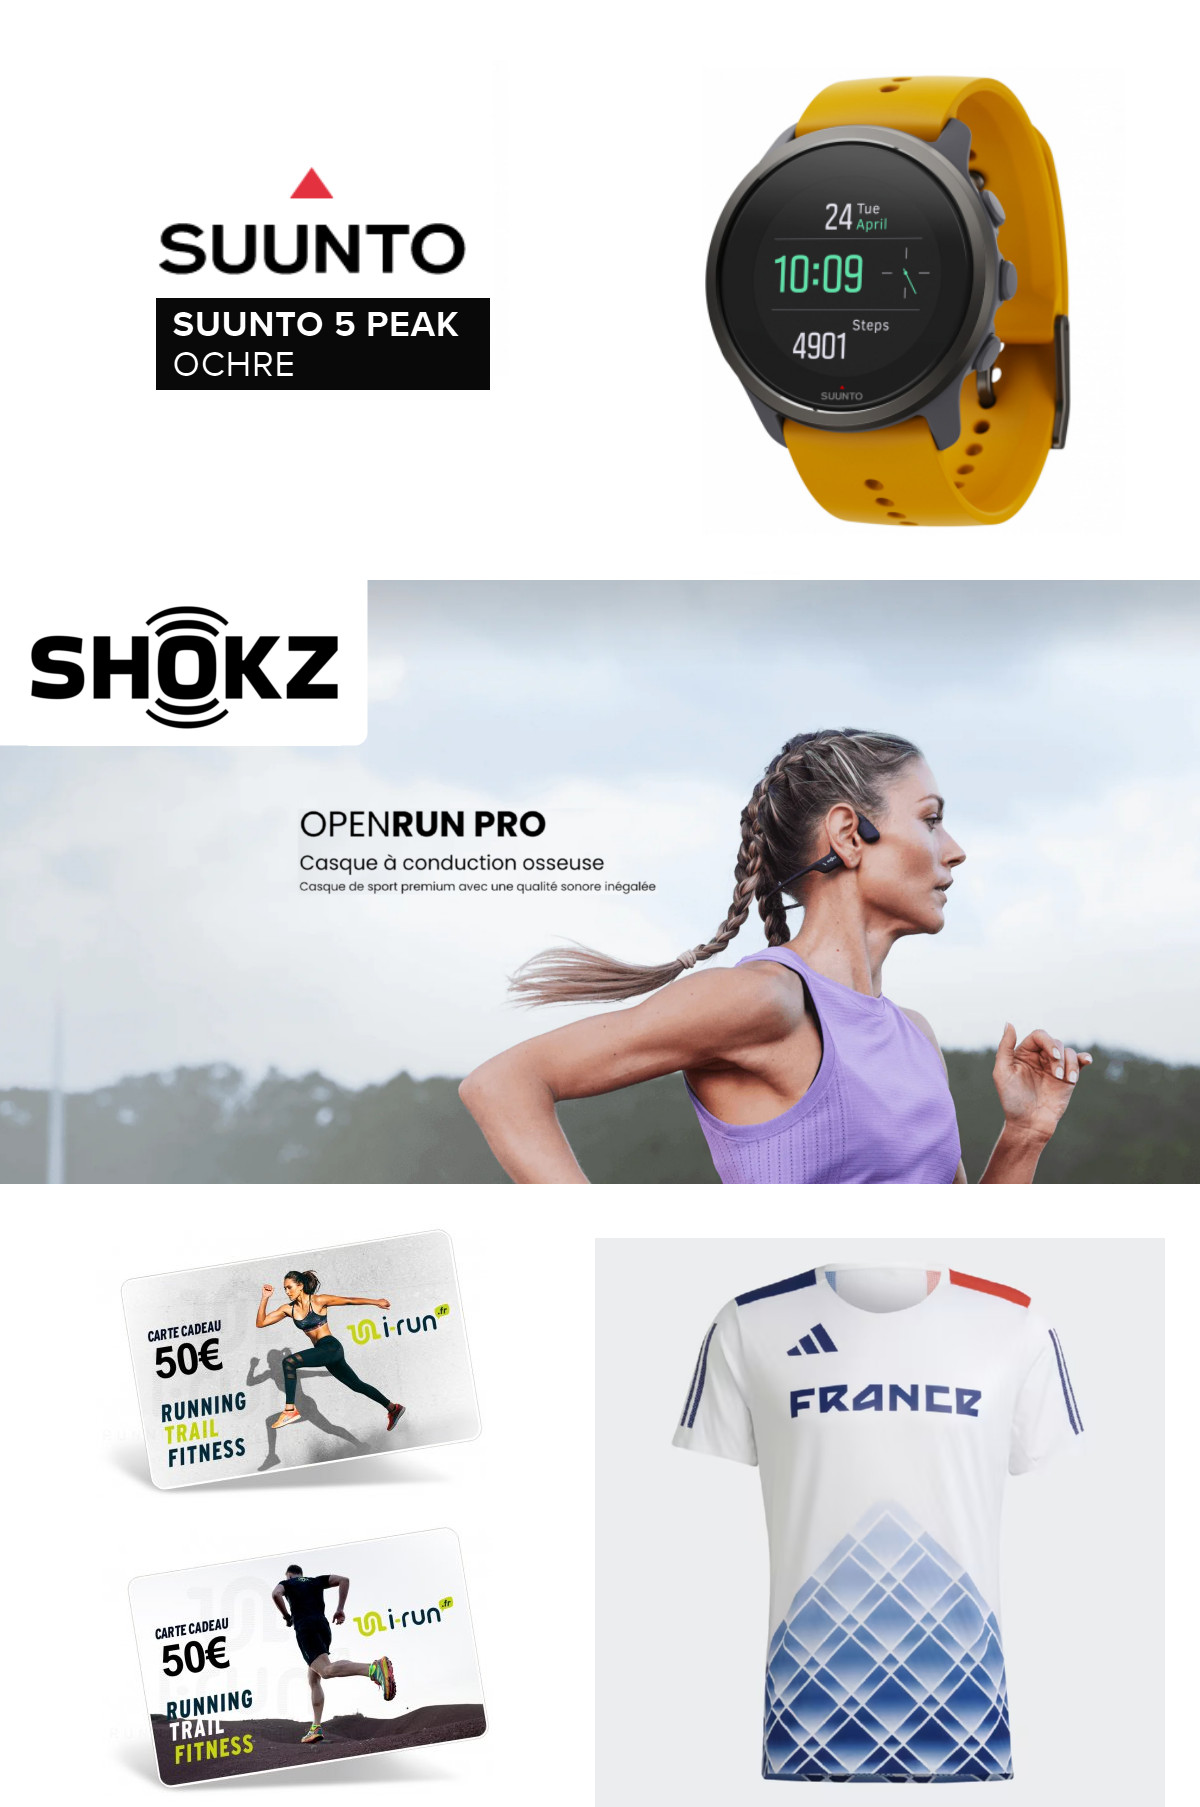 SUUNTO
SUUNTO 5 PEAK
OCHRE
24 Tue
April
10:09
Steps
4901
SUUNTO
SHOKZ
OPENRUN PRO
Casque à conduction osseuse
Casque de sport premium avec une qualité sonore inégalée
CARTE CADEAU
50€
i-run.fr
RUNNING
TRAIL
FITNESS
FRANCE
CARTE CADEAU
50€
i-run.fr
RUNNING
TRAIL
FITNESS